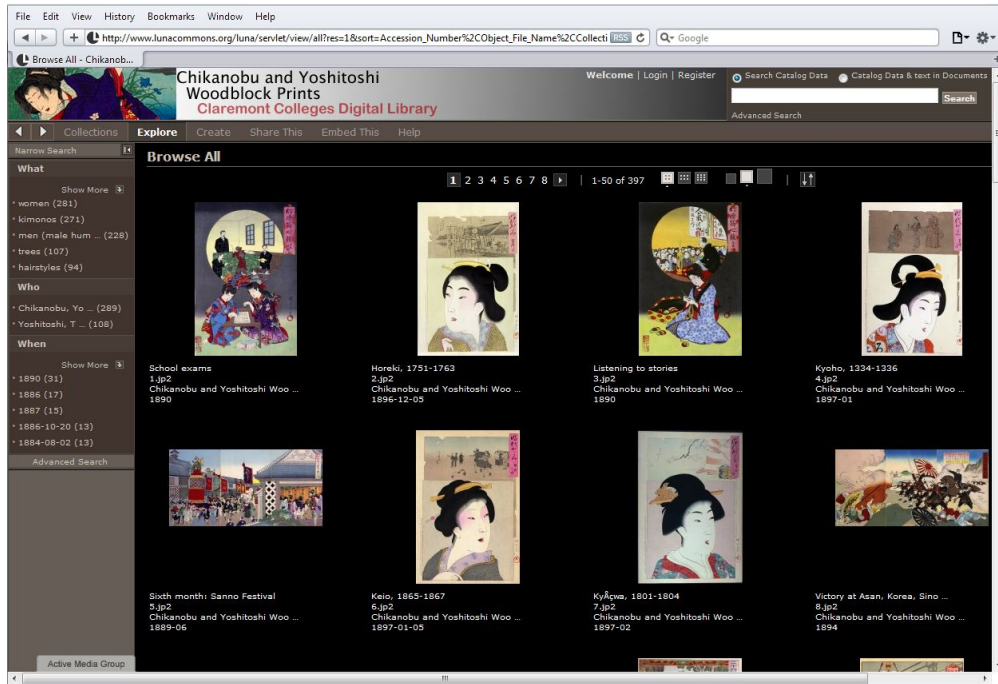 File Edit View History Bookmarks Window Help
http://www.lunacommons.org/luna/servlet/view/all?res=1&sort=Accession_Number%2CObject_File_Name%2CCollecti RSS Google
Browse All - Chikanob...
Chikanobu and Yoshitoshi
Woodblock Prints
Claremont Colleges Digital Library
Welcome | Login | Register
Search Catalog Data Catalog Data & text in Documents
Search
Advanced Search
Collections Explore Create Share This Embed This Help
Narrow Search
What
Show More
women (281)
kimonos (271)
men (male hum ... (228)
trees (107)
hairstyles (94)
Who
Chikanobu, Yo ... (289)
Yoshitoshi, T ... (108)
When
Show More
1890 (31)
1886 (17)
1887 (15)
1886-10-20 (13)
1884-08-02 (13)
Advanced Search
Active Media Group
Browse All
1 2 3 4 5 6 7 8 | 1-50 of 397 |
School exams
1.jp2
Chikanobu and Yoshitoshi Woo ...
1890
Horeki, 1751-1763
2.jp2
Chikanobu and Yoshitoshi Woo ...
1896-12-05
Listening to stories
3.jp2
Chikanobu and Yoshitoshi Woo ...
1890
Kyoho, 1334-1336
4.jp2
Chikanobu and Yoshitoshi Woo ...
1897-01
Sixth month: Sanno Festival
5.jp2
Chikanobu and Yoshitoshi Woo ...
1889-06
Keio, 1865-1867
6.jp2
Chikanobu and Yoshitoshi Woo ...
1897-01-05
KyÅçwa, 1801-1804
7.jp2
Chikanobu and Yoshitoshi Woo ...
1897-02
Victory at Asan, Korea, Sino ...
8.jp2
Chikanobu and Yoshitoshi Woo ...
1894